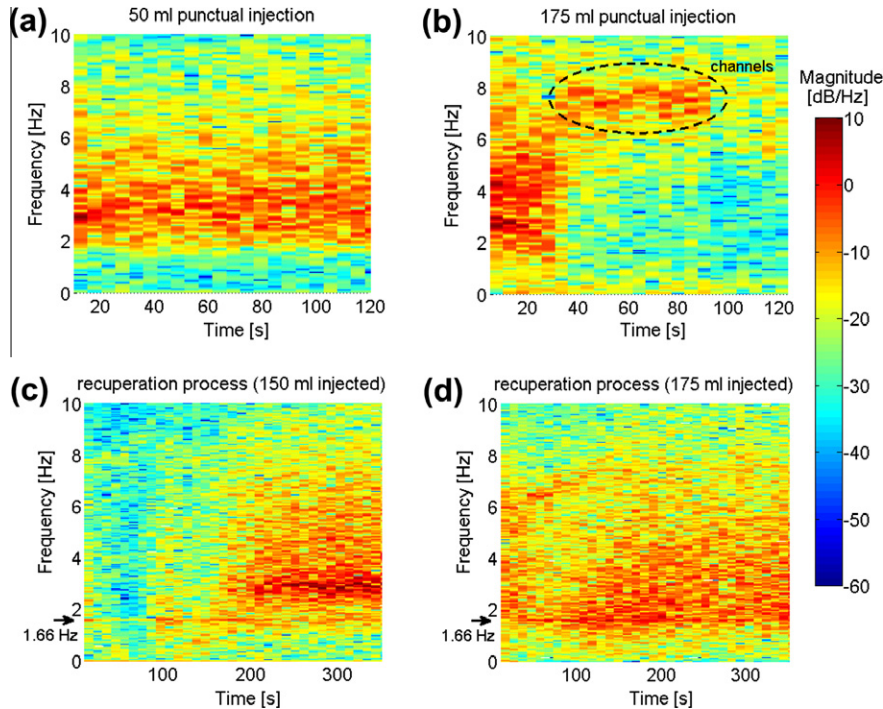 (a)
50 ml punctual injection
10
8
6
4
2
0
Frequency [Hz]
20 40 60 80 100 120
Time [s]
(b)
175 ml punctual injection
channels
10
8
6
4
2
0
Frequency [Hz]
20 40 60 80 100 120
Time [s]
Magnitude
[dB/Hz]
10
0
-10
-20
-30
-40
-50
-60
(c)
recuperation process (150 ml injected)
10
8
6
4
2
0
Frequency [Hz]
1.66 Hz
100 200 300
Time [s]
(d)
recuperation process (175 ml injected)
10
8
6
4
2
0
Frequency [Hz]
1.66 Hz
100 200 300
Time [s]